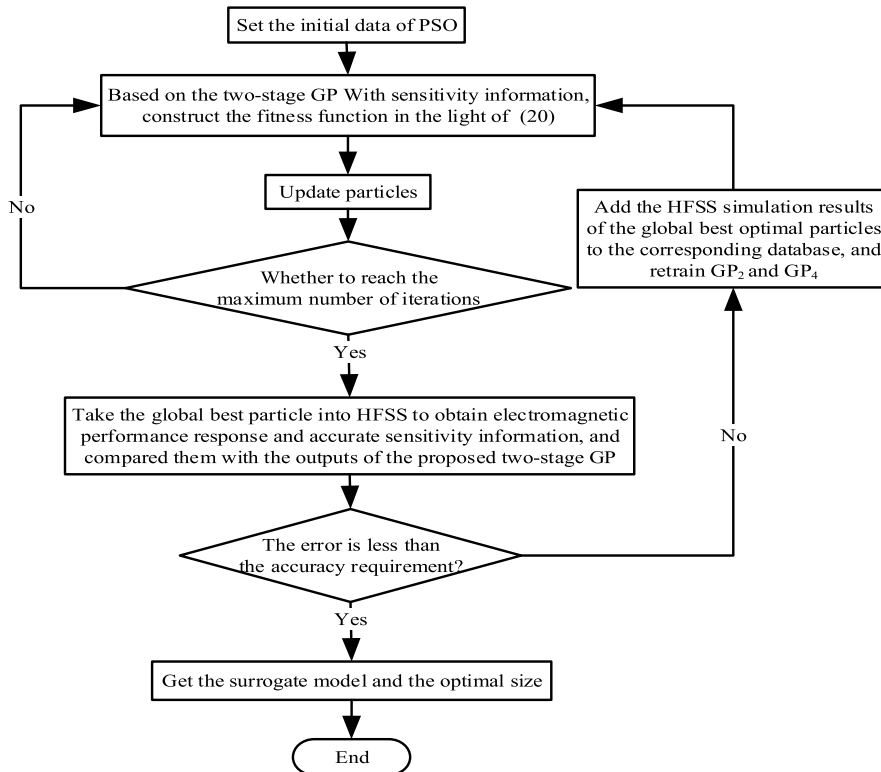 Set the initial data of PSO
Based on the two-stage GP With sensitivity information,
construct the fitness function in the light of (20)
Update particles
No
Add the HFSS simulation results
of the global best optimal particles
to the corresponding database, and
retrain GP₂ and GP₄
Whether to reach the
maximum number of iterations
Yes
Take the global best particle into HFSS to obtain electromagnetic
performance response and accurate sensitivity information, and
compared them with the outputs of the proposed two-stage GP
No
The error is less than
the accuracy requirement?
Yes
Get the surrogate model and the optimal size
End